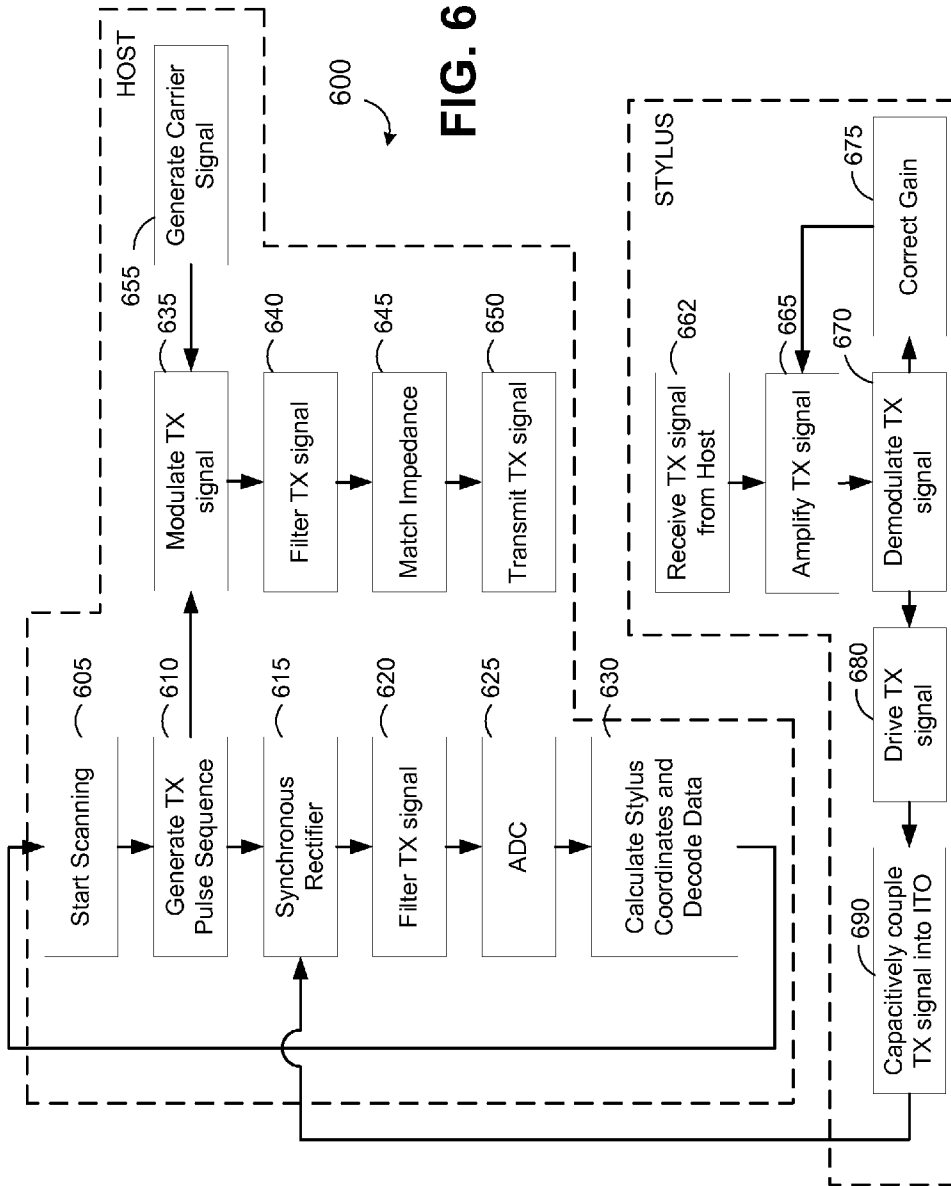 HOST
605
Start Scanning
610
Generate TX
Pulse Sequence
615
Synchronous
Rectifier
620
Filter TX signal
625
ADC
630
Calculate Stylus
Coordinates and
Decode Data
635
Modulate TX
signal
640
Filter TX signal
645
Match Impedance
650
Transmit TX signal
655
Generate Carrier
Signal
600
FIG. 6
STYLUS
662
Receive TX signal
from Host
665
Amplify TX signal
670
Demodulate TX
signal
675
Correct Gain
680
Drive TX
signal
690
Capacitively couple
TX signal into ITO